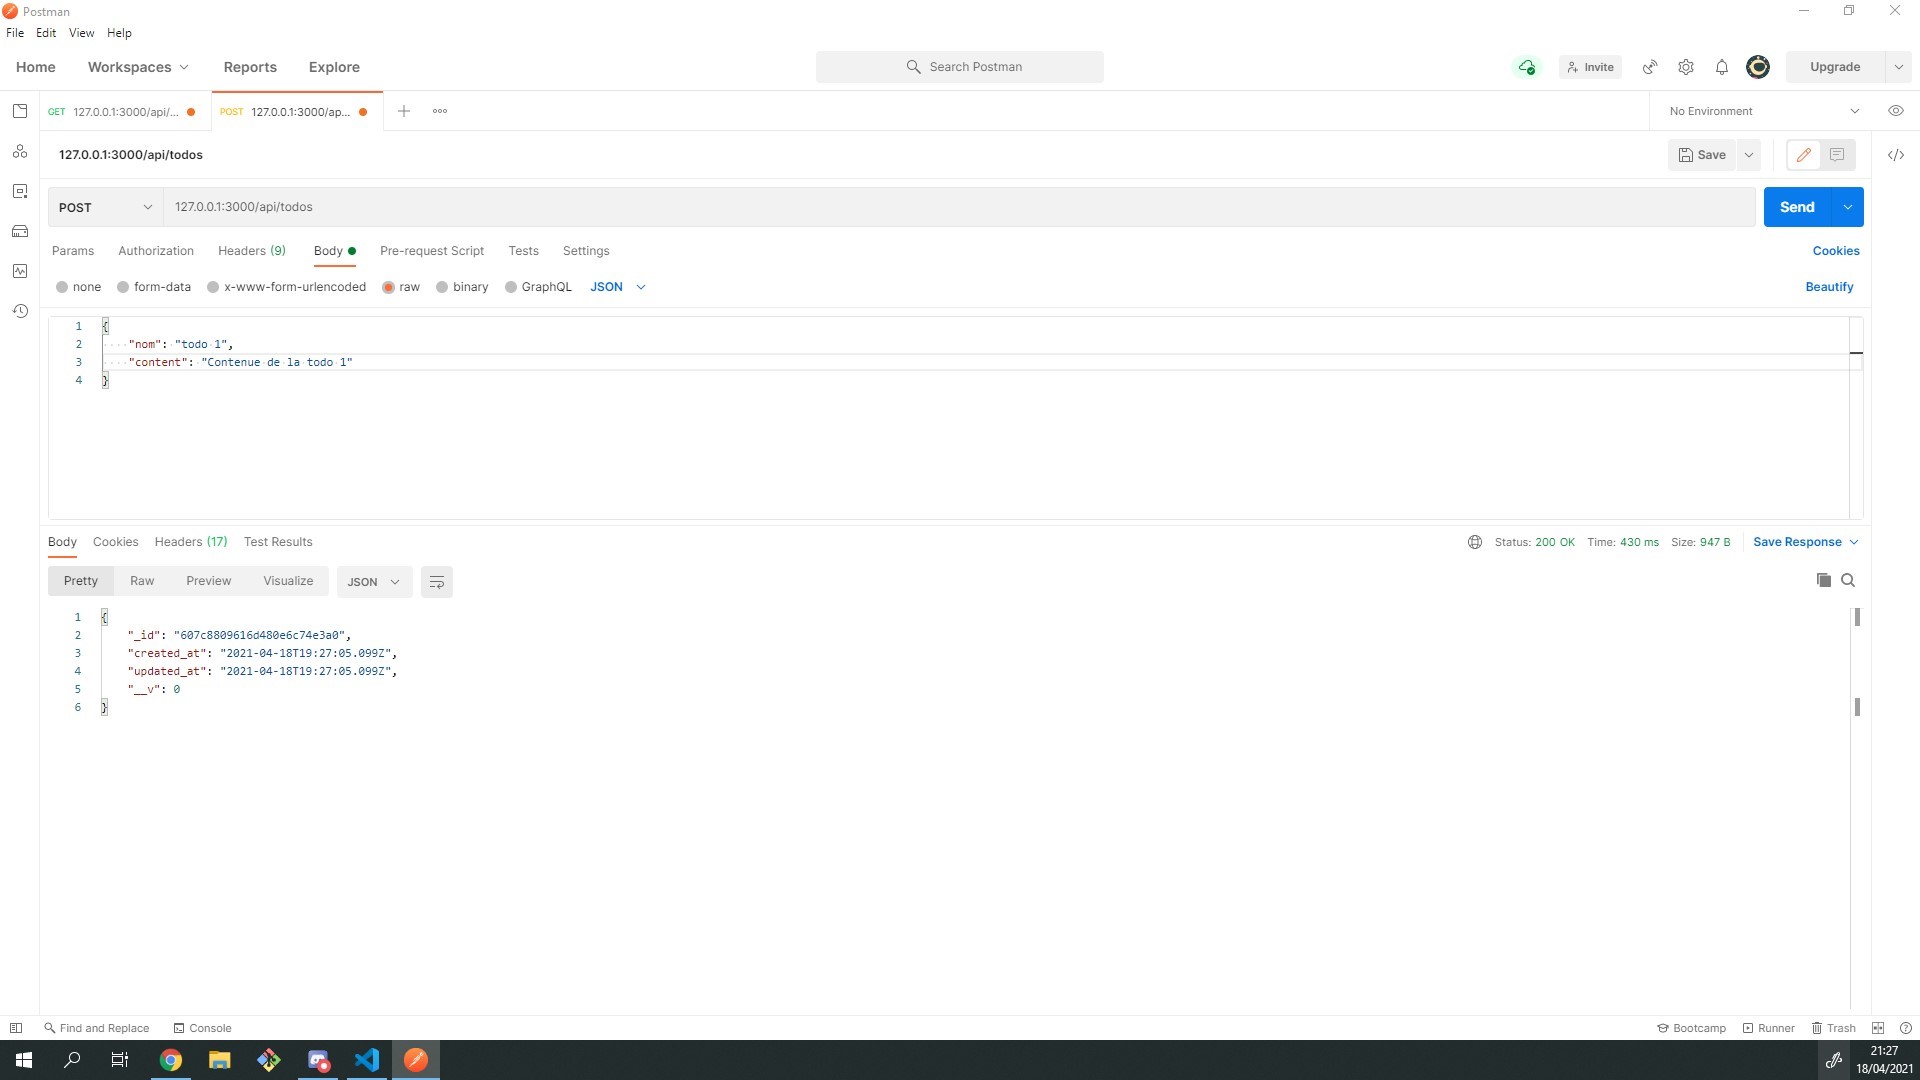 Postman
File Edit View Help
Home Workspaces Reports Explore Search Postman Invite Upgrade
GET 127.0.0.1:3000/api/... POST 127.0.0.1:3000/ap... No Environment
127.0.0.1:3000/api/todos Save
POST 127.0.0.1:3000/api/todos Send
Params Authorization Headers (9) Body Pre-request Script Tests Settings Cookies
none form-data x-www-form-urlencoded raw binary GraphQL JSON Beautify
1 {
2 "nom": "todo 1",
3 "content": "Contenue de la todo 1"
4 }
Body Cookies Headers (17) Test Results Status: 200 OK Time: 430 ms Size: 947 B Save Response
Pretty Raw Preview Visualize JSON
1 {
2 "_id": "607c8809616d480e6c74e3a0",
3 "created_at": "2021-04-18T19:27:05.099Z",
4 "updated_at": "2021-04-18T19:27:05.099Z",
5 "__v": 0
6 }
Find and Replace Console Bootcamp Runner Trash
21:27
18/04/2021